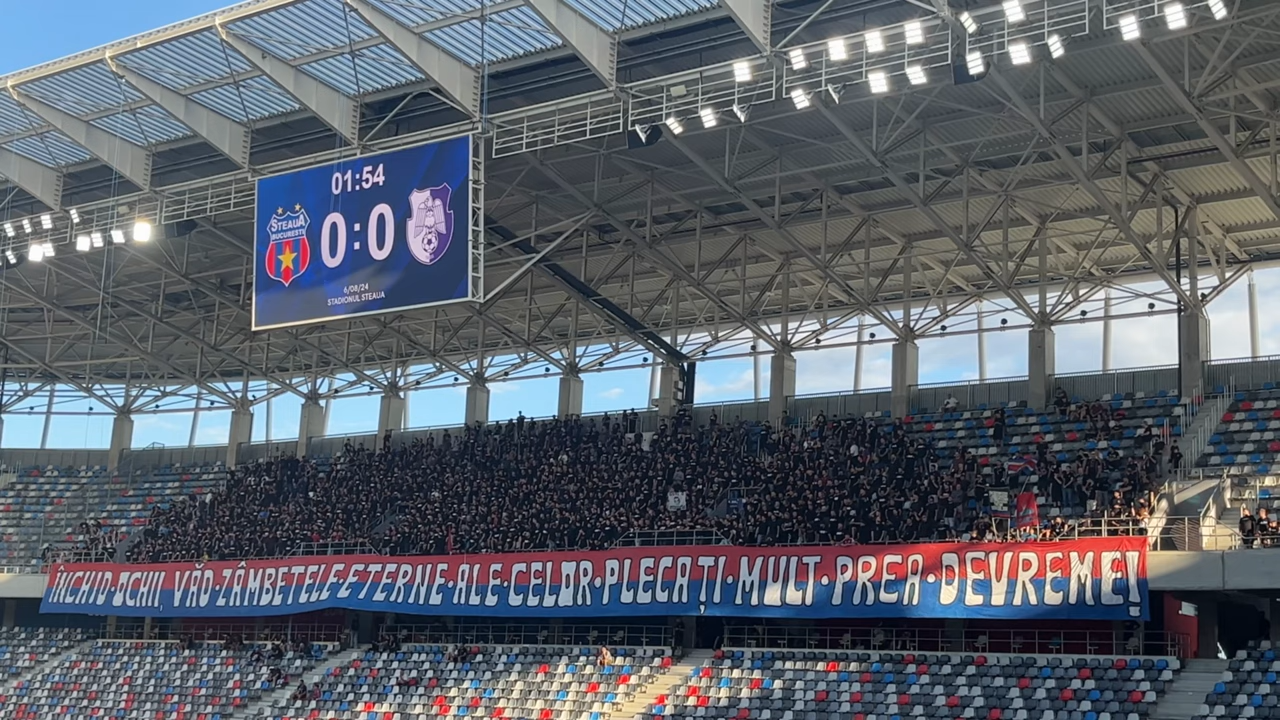 01:54
STEAUA
BUCUREȘTI
0:0
6/08/24
STADIONUL STEAUA
ÎNCHID·OCHII, VĂD·ZÂMBETELE·ETERNE·ALE·CELOR·PLECAȚI·MULT·PREA·DEVREME!